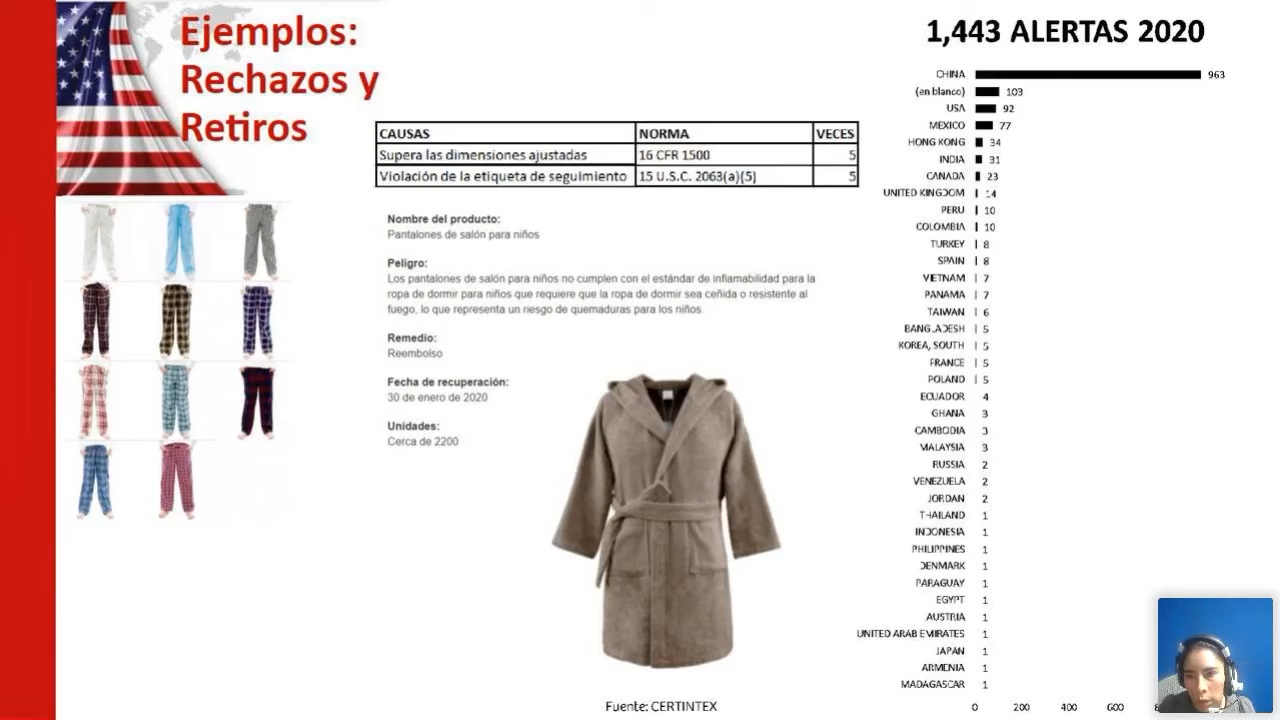 Ejemplos:
Rechazos y
Retiros
CAUSAS NORMA VECES
Supera las dimensiones ajustadas 16 CFR 1500 5
Violación de la etiqueta de seguimiento 15 U.S.C. 2063(a)(5) 5
Nombre del producto:
Pantalones de salón para niños
Peligro:
Los pantalones de salón para niños no cumplen con el estándar de inflamabilidad para la
ropa de dormir para niños que requiere que la ropa de dormir sea ceñida o resistente al
fuego, lo que representa un riesgo de quemaduras para los niños.
Remedio:
Reembolso
Fecha de recuperación:
30 de enero de 2020
Unidades:
Cerca de 2200
Fuente: CERTINTEX
1,443 ALERTAS 2020
CHINA 963
(en blanco) 103
USA 92
MEXICO 77
HONG KONG 34
INDIA 31
CANADA 23
UNITED KINGDOM 14
PERU 10
COLOMBIA 10
TURKEY 8
SPAIN 8
VIETNAM 7
PANAMA 7
TAIWAN 6
BANGLADESH 5
KOREA, SOUTH 5
FRANCE 5
POLAND 5
ECUADOR 4
GHANA 3
CAMBODIA 3
MALAYSIA 3
RUSSIA 2
VENEZUELA 2
JORDAN 2
THAILAND 1
INDONESIA 1
PHILIPPINES 1
DENMARK 1
PARAGUAY 1
EGYPT 1
AUSTRIA 1
UNITED ARAB EMIRATES 1
JAPAN 1
ARMENIA 1
MADAGASCAR 1
0 200 400 600